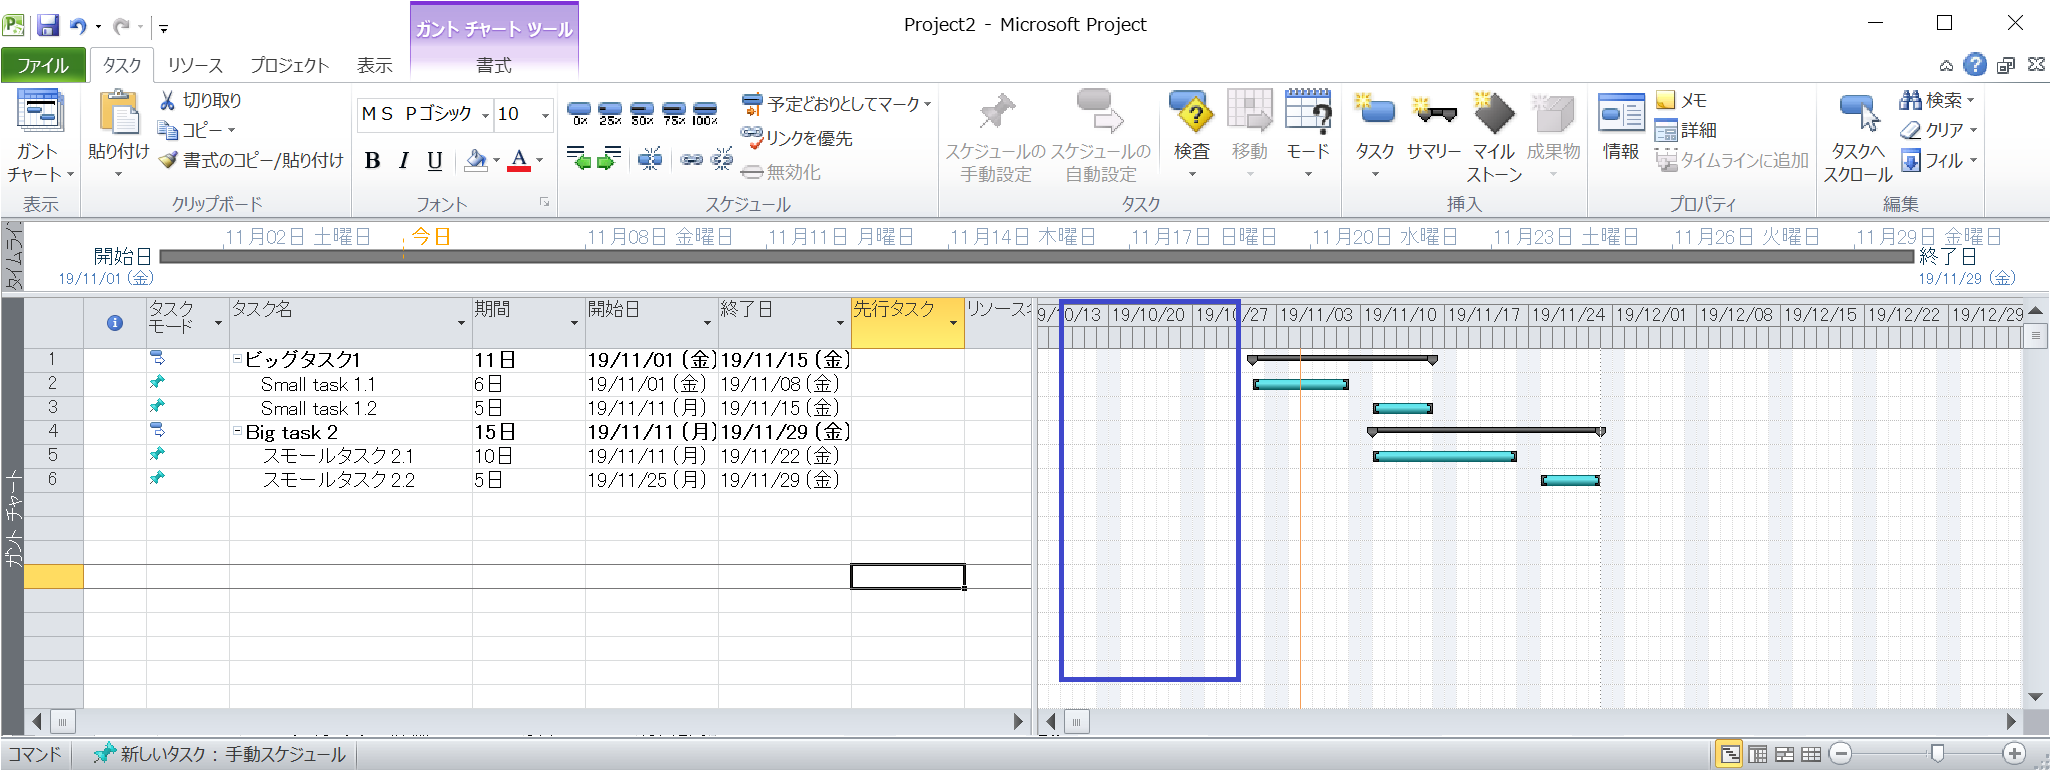 Project2 - Microsoft Project
ガント チャート ツール
ファイル
タスク
リソース
プロジェクト
表示
書式
ガント
チャート
表示
貼り付け
切り取り
コピー
書式のコピー/貼り付け
クリップボード
ＭＳ Ｐゴシック
10
B I U
A
フォント
0% 25% 50% 75% 100%
予定どおりとしてマーク
リンクを優先
無効化
スケジュール
スケジュールの
手動設定
スケジュールの
自動設定
検査
移動
モード
タスク
タスク
サマリー
マイル
ストーン
成果物
挿入
情報
メモ
詳細
タイムラインに追加
プロパティ
タスクへ
スクロール
検索
クリア
フィル
編集
タイムライ
11月02日 土曜日
今日
11月08日 金曜日
11月11日 月曜日
11月14日 木曜日
11月17日 日曜日
11月20日 水曜日
11月23日 土曜日
11月26日 火曜日
11月29日 金曜日
開始日
19/11/01 (金)
終了日
19/11/29 (金)
タスク
モード
タスク名
期間
開始日
終了日
先行タスク
リソース
1 ビッグタスク1 11日 19/11/01 (金) 19/11/15 (金)
2 Small task 1.1 6日 19/11/01 (金) 19/11/08 (金)
3 Small task 1.2 5日 19/11/11 (月) 19/11/15 (金)
4 Big task 2 15日 19/11/11 (月) 19/11/29 (金)
5 スモールタスク2.1 10日 19/11/11 (月) 19/11/22 (金)
6 スモールタスク2.2 5日 19/11/25 (月) 19/11/29 (金)
0/13 19/10/20 19/10/27 19/11/03 19/11/10 19/11/17 19/11/24 19/12/01 19/12/08 19/12/15 19/12/22 19/12/29
ガント チャート
コマンド
新しいタスク : 手動スケジュール